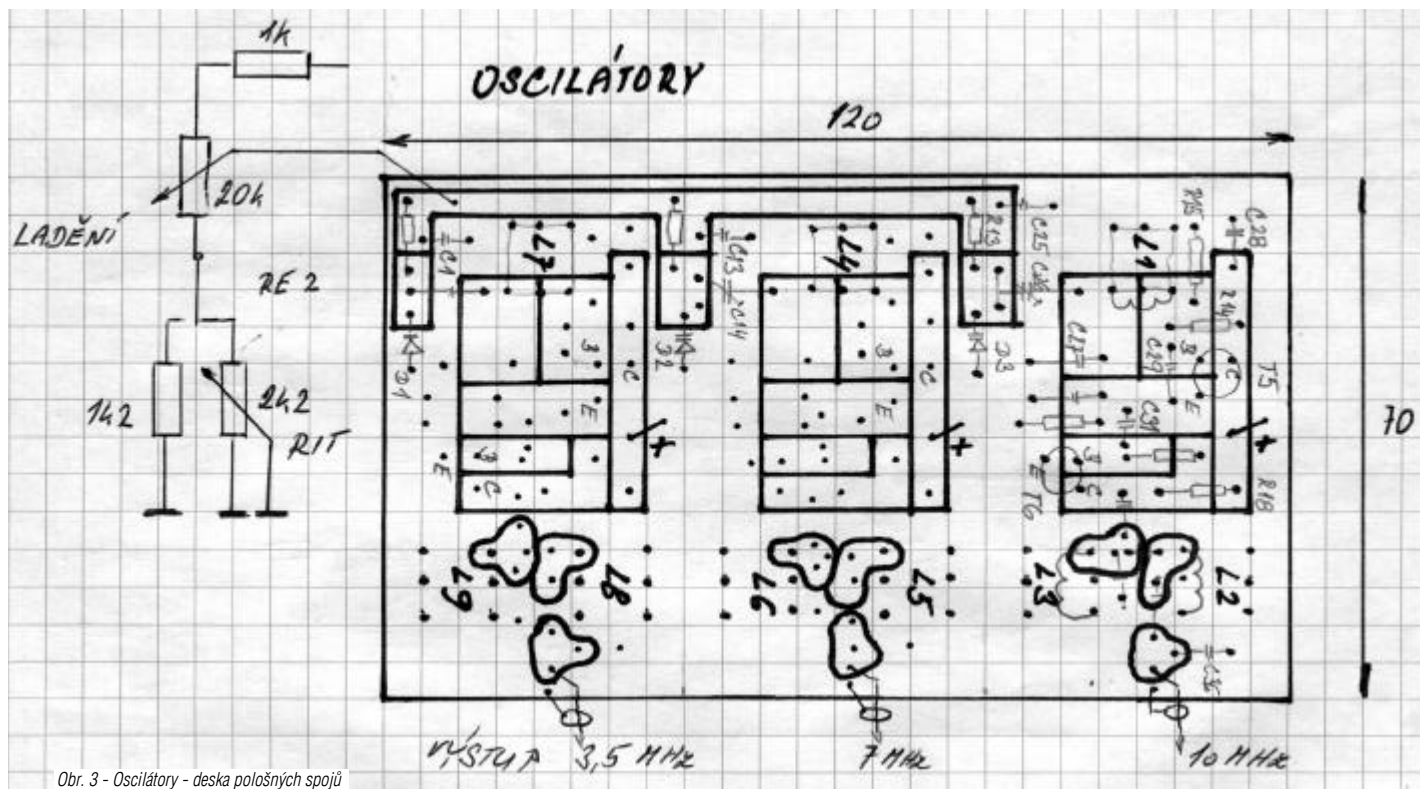 1k
OSCILÁTORY
120
20k
LADĚNÍ
RE 2
1k2
2k2
RIT
70
C1
L7
C13
C14
L4
R13
C25
L1
R15
C28
R14
D1
D2
D3
C27
C29
T5
B
C
E
B
C
E
B
C
E
+
+
+
C31
B
C
E
E
T6
B
C
R18
L9
L8
L6
L5
L3
L2
C36
VÝSTUP 3,5 MHz
7 MHz
10 MHz
Obr. 3 - Oscilátory - deska položných spojů